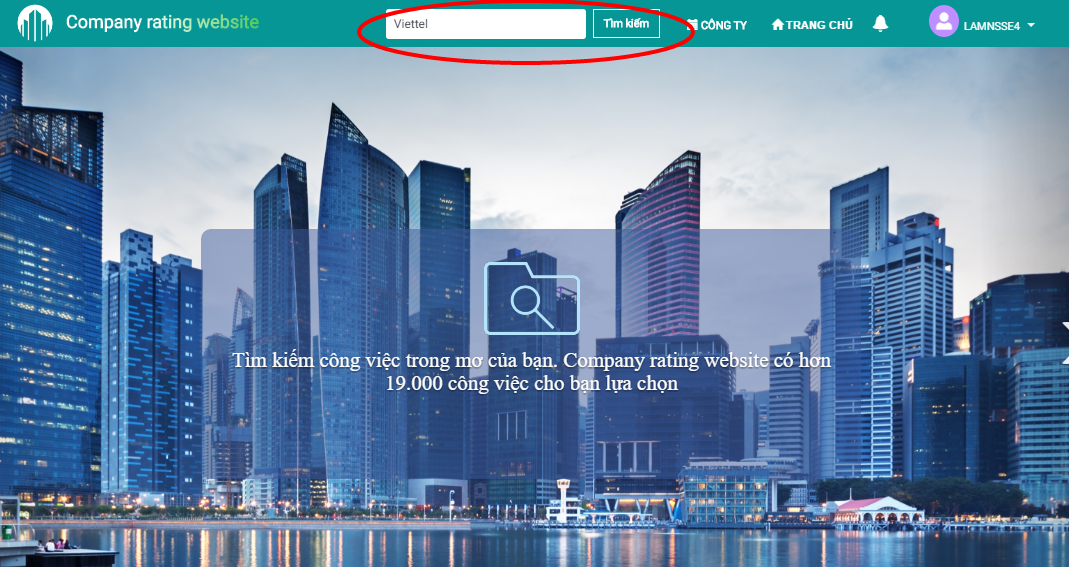 Company rating website
Viettel
Tìm kiếm
CÔNG TY
TRANG CHỦ
LAMNSSE4
Tìm kiếm công việc trong mơ của bạn. Company rating website có hơn
19.000 công việc cho bạn lựa chọn